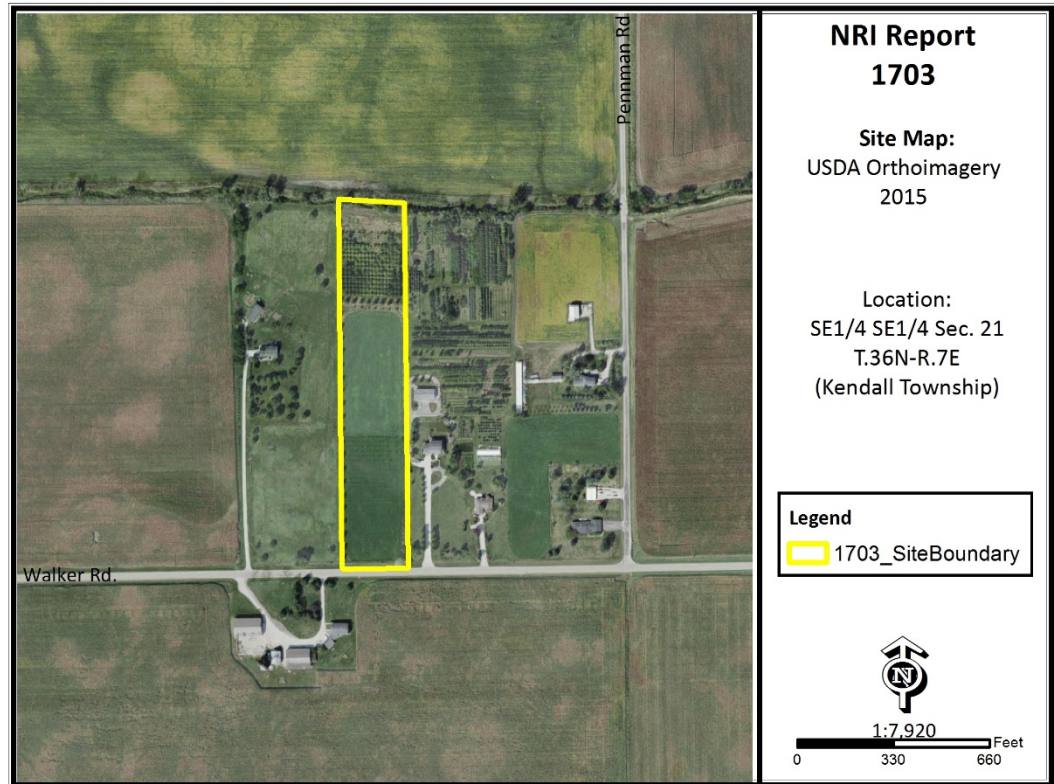 Pennman Rd
Walker Rd.
NRI Report
1703
Site Map:
USDA Orthoimagery
2015
Location:
SE1/4 SE1/4 Sec. 21
T.36N-R.7E
(Kendall Township)
Legend
1703_SiteBoundary
N
1:7,920
Feet
0 330 660